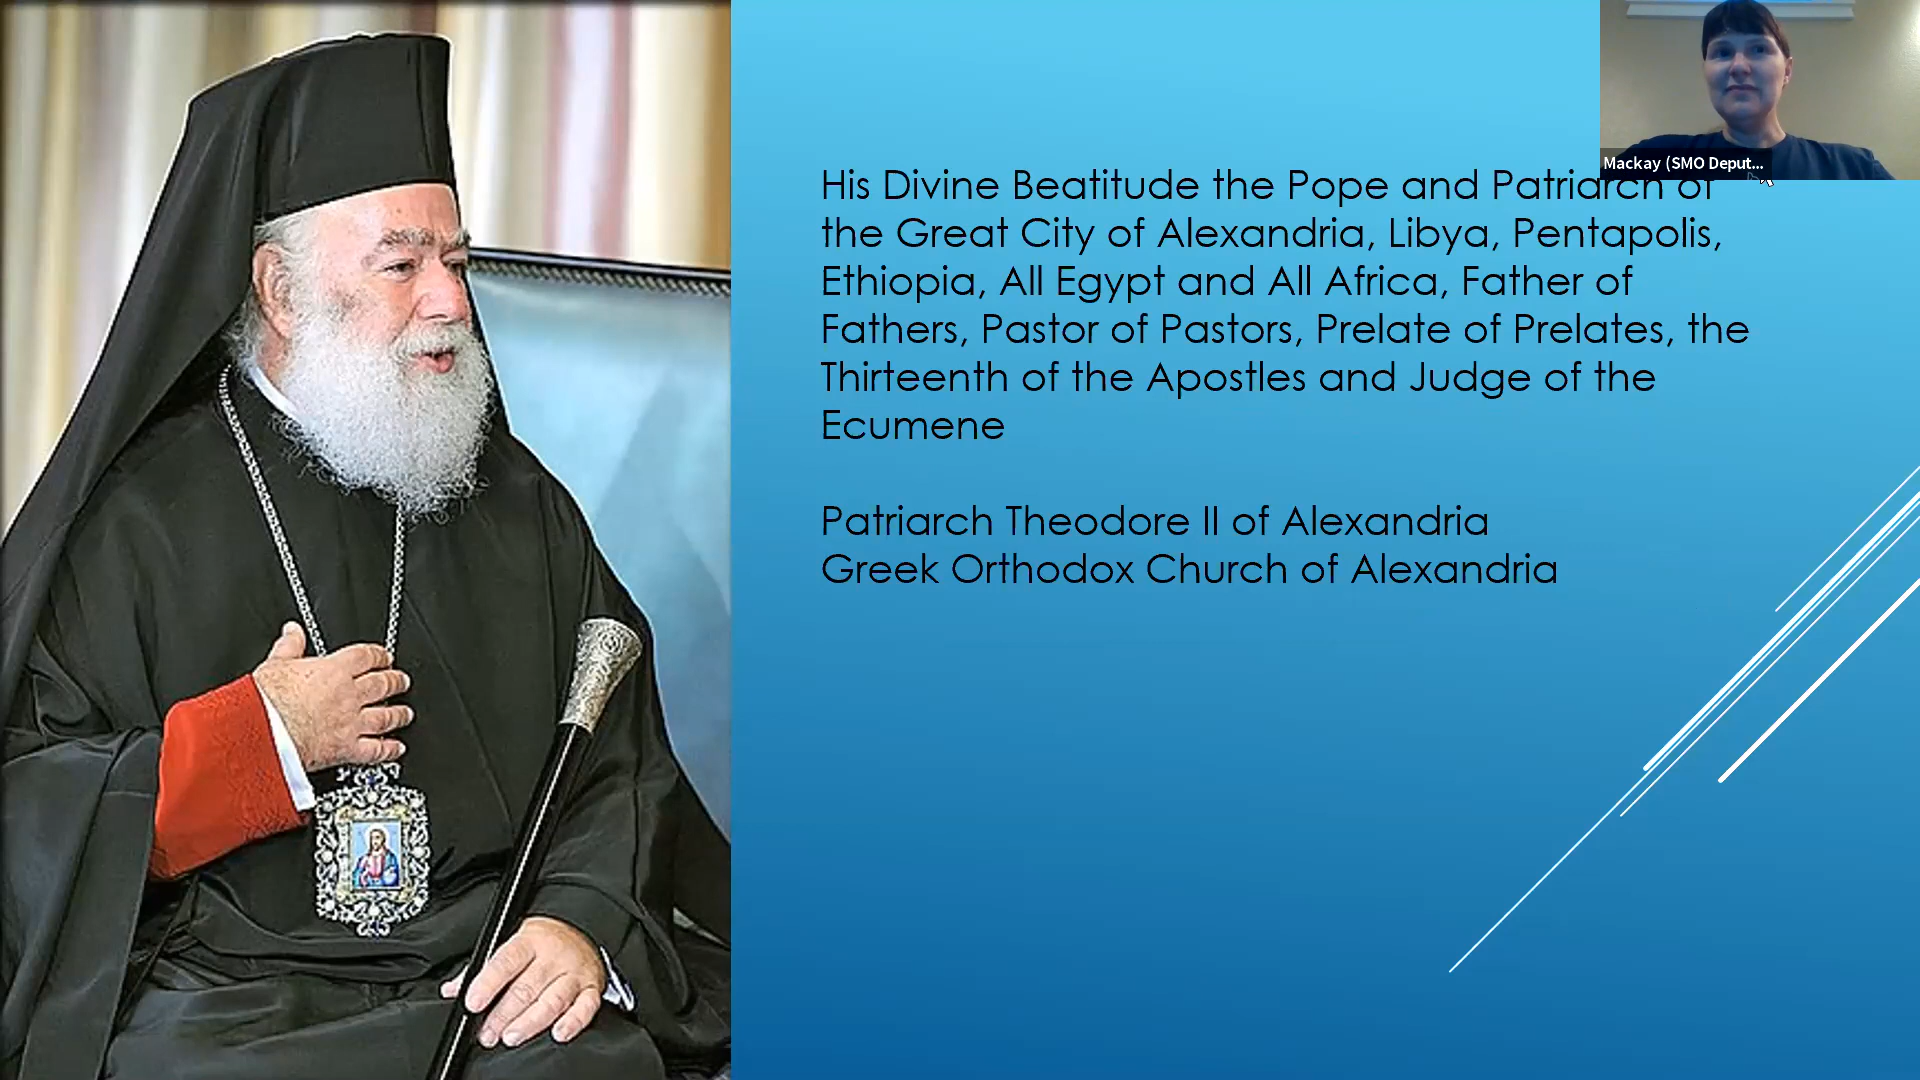 Mackay (SMO Deput...
His Divine Beatitude the Pope and Patriarch of
the Great City of Alexandria, Libya, Pentapolis,
Ethiopia, All Egypt and All Africa, Father of
Fathers, Pastor of Pastors, Prelate of Prelates, the
Thirteenth of the Apostles and Judge of the
Ecumene
Patriarch Theodore II of Alexandria
Greek Orthodox Church of Alexandria